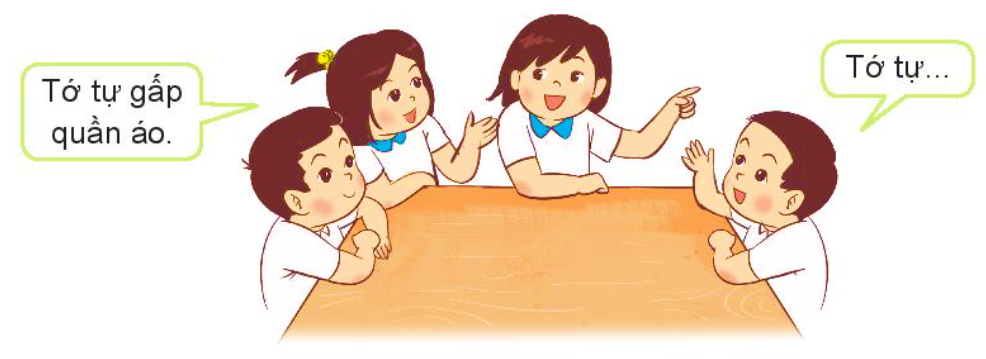 Tớ tự gấp
quần áo.
Tớ tự...